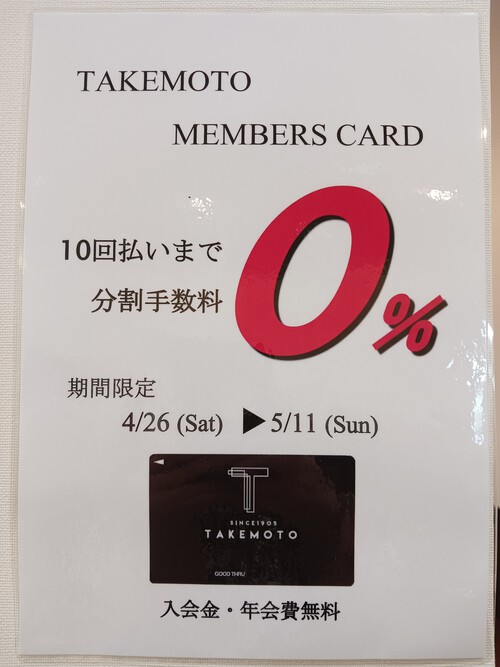 TAKEMOTO
MEMBERS CARD
10回払いまで
分割手数料
0%
期間限定
4/26 (Sat) ▶5/11 (Sun)
SINCE1905
TAKEMOTO
GOOD THRU
入会金・年会費無料